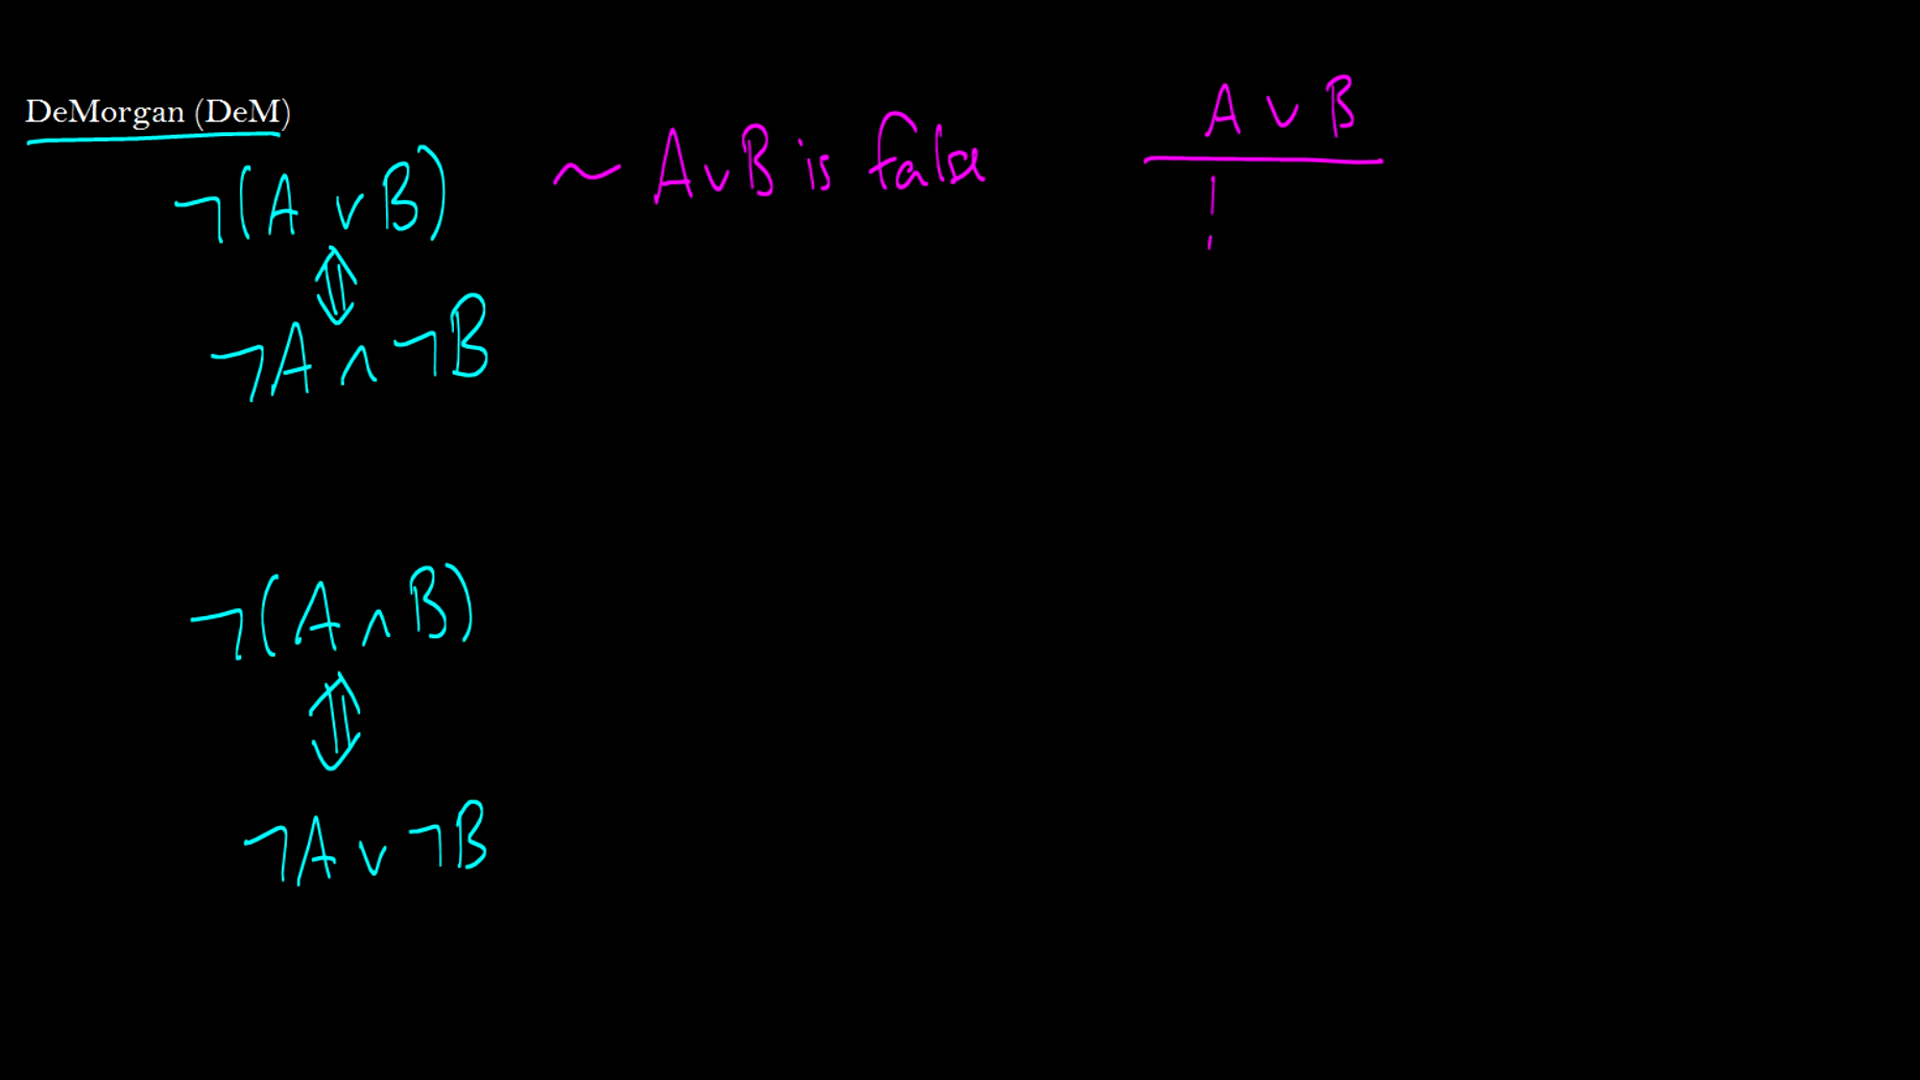 DeMorgan (DeM)
¬(A ∨ B) ~ A∨B is false
A ∨ B
⇕
¬A ∧ ¬B
¬(A ∧ B)
⇕
¬A ∨ ¬B